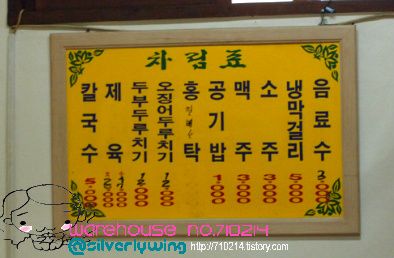 차림표
칼국수
제육
두부두루치기
오징어두루치기
홍탁
공기밥
맥주
소주
냉막걸리
음료수
5,000
1000
3000
3000
5000
warehouse no.710214
@silverlywing http://710214.tistory.com